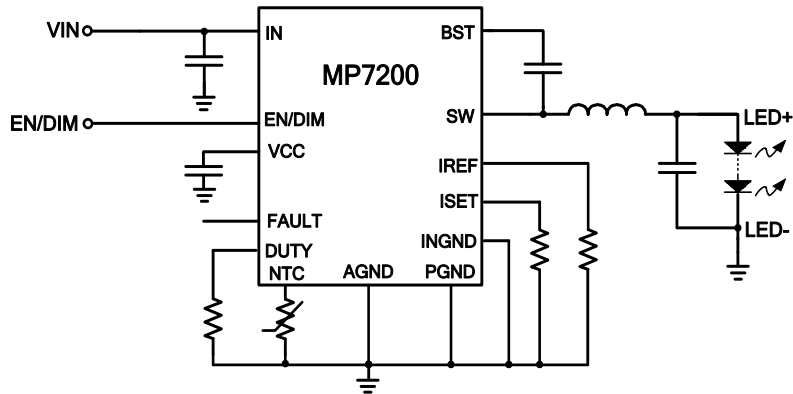 VIN
IN
BST
MP7200
EN/DIM
EN/DIM
SW
LED+
VCC
IREF
ISET
FAULT
LED-
INGND
DUTY
NTC
AGND
PGND